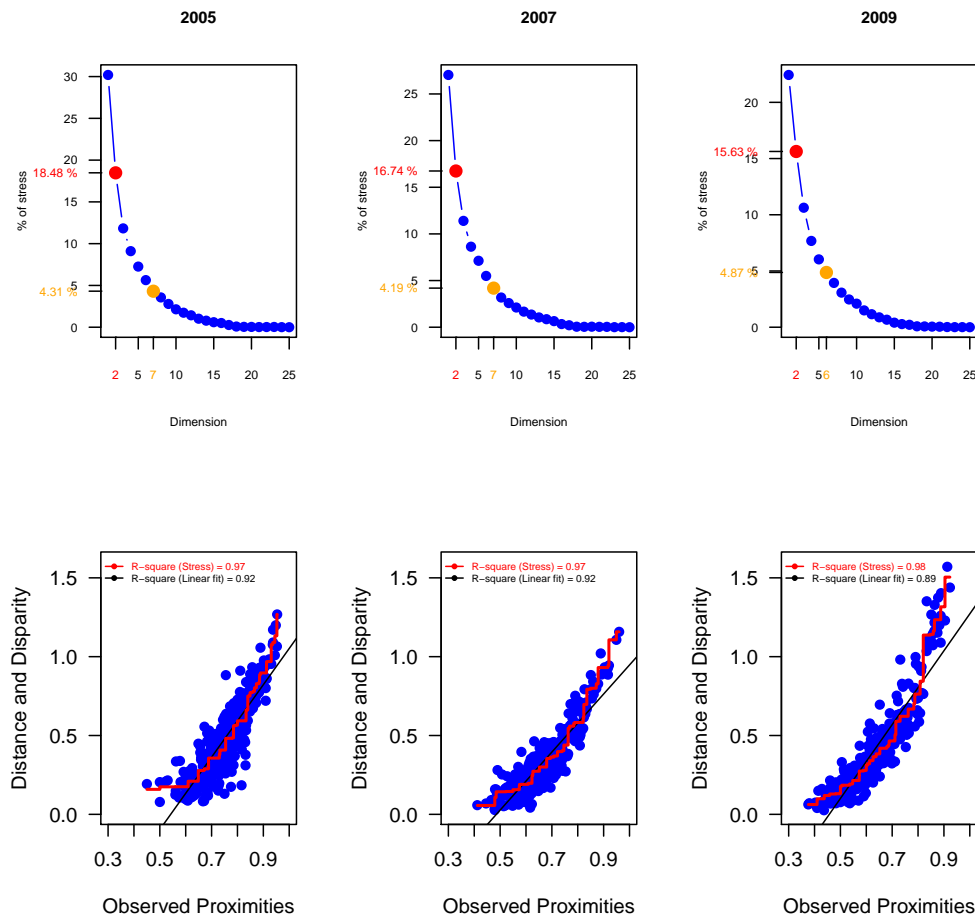 2005
2007
2009
% of stress
30
25
20
18.48 %
15
10
5
4.31 %
0
2
5
7
10
15
20
25
Dimension
% of stress
25
20
16.74 %
15
10
5
4.19 %
0
2
5
7
10
15
20
25
Dimension
% of stress
20
15.63 %
15
10
5
4.87 %
0
2
5
6
10
15
20
25
Dimension
Distance and Disparity
R−square (Stress) = 0.97
R−square (Linear fit) = 0.92
1.5
1.0
0.5
0.0
0.3 0.5 0.7 0.9
Observed Proximities
Distance and Disparity
R−square (Stress) = 0.97
R−square (Linear fit) = 0.92
1.5
1.0
0.5
0.0
0.3 0.5 0.7 0.9
Observed Proximities
Distance and Disparity
R−square (Stress) = 0.98
R−square (Linear fit) = 0.89
1.5
1.0
0.5
0.0
0.3 0.5 0.7 0.9
Observed Proximities